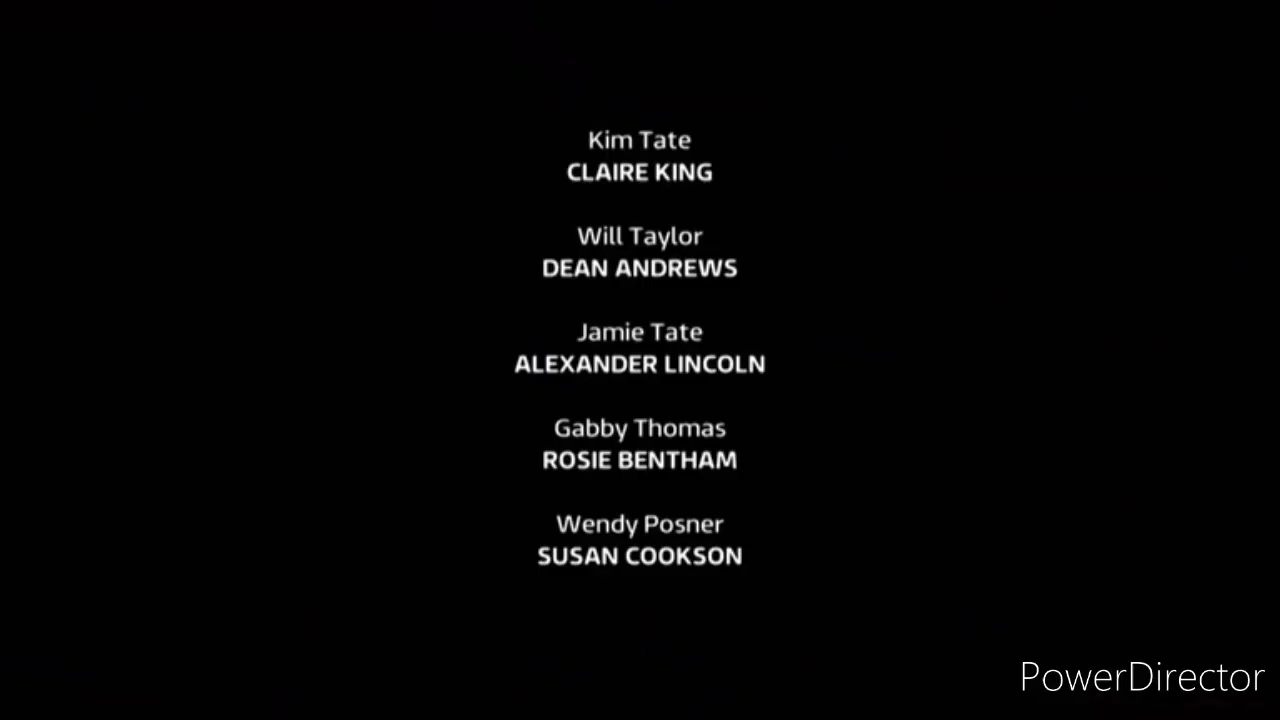 Kim Tate
CLAIRE KING
Will Taylor
DEAN ANDREWS
Jamie Tate
ALEXANDER LINCOLN
Gabby Thomas
ROSIE BENTHAM
Wendy Posner
SUSAN COOKSON
PowerDirector